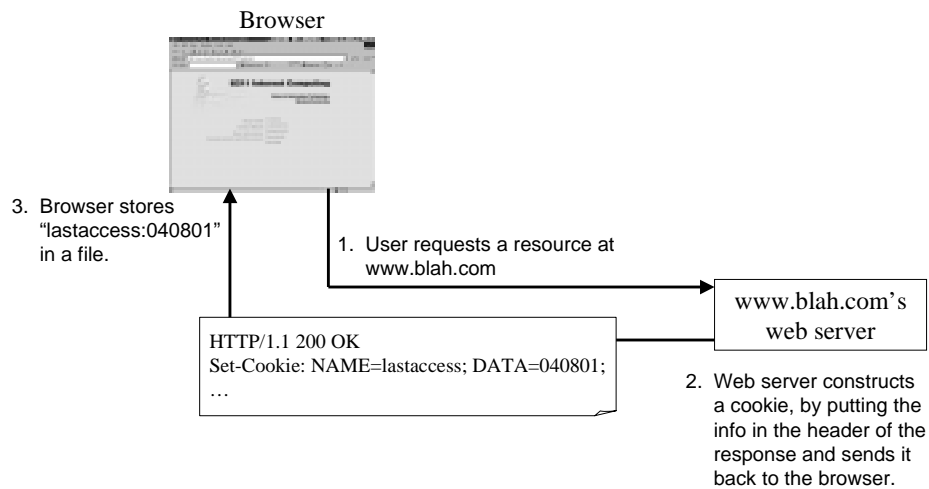 Browser
3. Browser stores
“lastaccess:040801”
in a file.
1. User requests a resource at
www.blah.com
www.blah.com’s
web server
HTTP/1.1 200 OK
Set-Cookie: NAME=lastaccess; DATA=040801;
…
2. Web server constructs
a cookie, by putting the
info in the header of the
response and sends it
back to the browser.